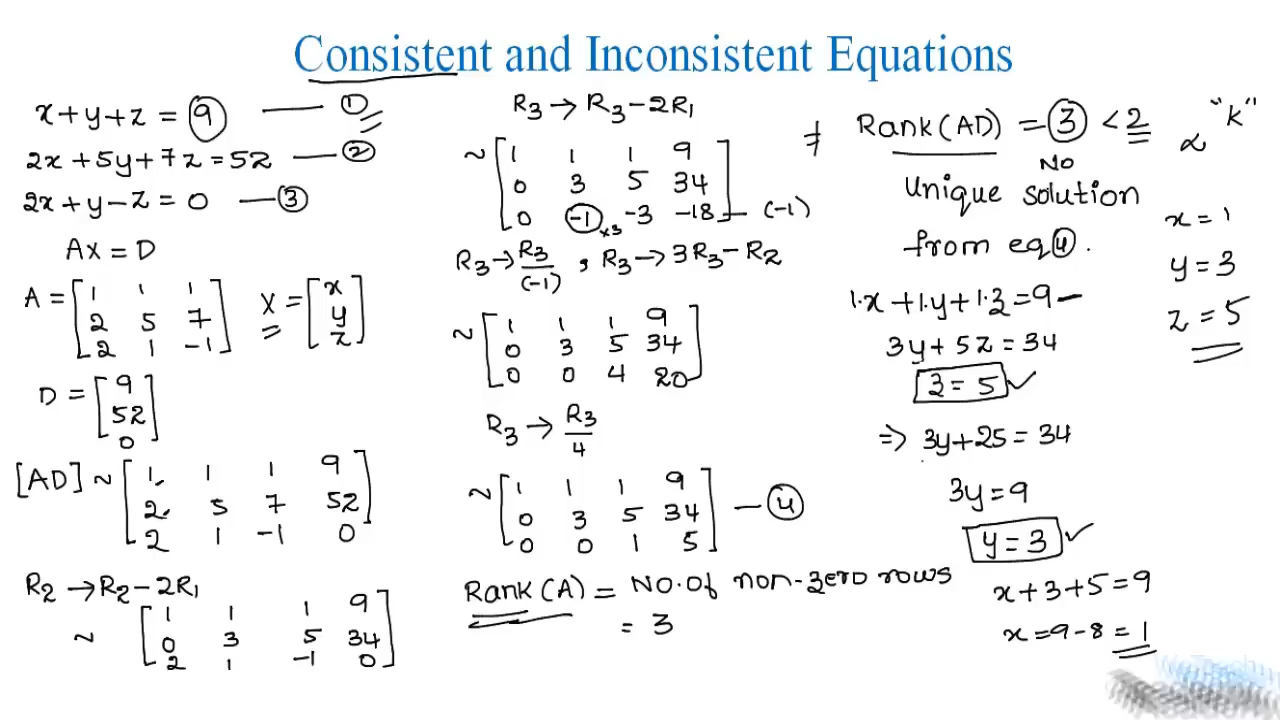 Consistent and Inconsistent Equations
x+y+z = 9 —— ①
2x+5y+7z=52 —— ②
2x+y-z=0 —— ③
Ax = D
A = [1 1 1
2 5 7
2 1 -1]
X = [x
y
z]
D = [9
52
0]
[AD] ~ [1 1 1 9
2 5 7 52
2 1 -1 0]
R2 → R2-2R1
~ [1 1 1 9
0 3 5 34
2 1 -1 0]
R3 → R3-2R1
~ [1 1 1 9
0 3 5 34
0 -1 ×3 -3 -18] — (-1)
R3 → R3/(-1) , R3 → 3R3-R2
~ [1 1 1 9
0 3 5 34
0 0 4 20]
R3 → R3/4
~ [1 1 1 9
0 3 5 34
0 0 1 5] — ④
Rank(A) = No.of non-zero rows
= 3
≠ Rank(AD) = 3 < 2
No
unique solution
from eq④.
1.x+1.y+1.z=9
3y+5z=34
z=5 ✓
⇒ 3y+25=34
3y=9
y=3 ✓
x+3+5=9
x=9-8=1
∝ "K"
x=1
y=3
z=5